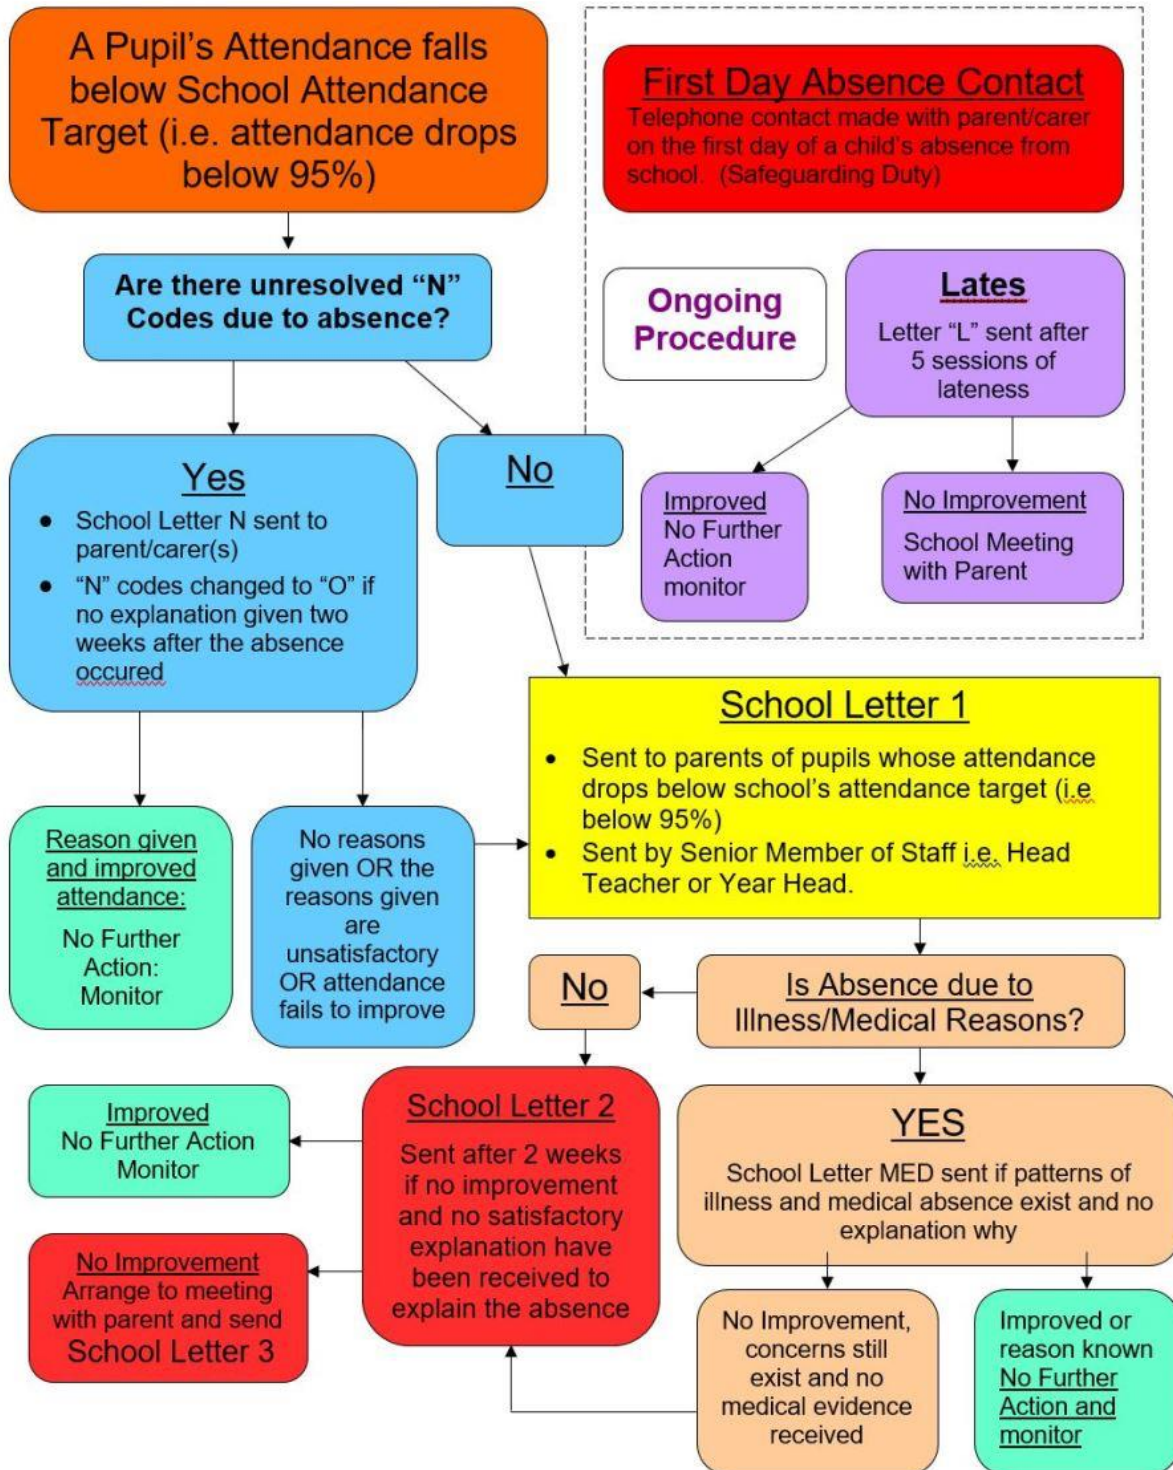 A Pupil's Attendance falls
below School Attendance
Target (i.e. attendance drops
below 95%)
First Day Absence Contact
Telephone contact made with parent/carer
on the first day of a child's absence from
school. (Safeguarding Duty)
Are there unresolved “N”
Codes due to absence?
Ongoing
Procedure
Lates
Letter “L” sent after
5 sessions of
lateness
Yes
• School Letter N sent to
parent/carer(s)
• “N” codes changed to “O” if
no explanation given two
weeks after the absence
occured
No
Improved
No Further
Action
monitor
No Improvement
School Meeting
with Parent
School Letter 1
• Sent to parents of pupils whose attendance
drops below school's attendance target (i.e
below 95%)
• Sent by Senior Member of Staff i.e. Head
Teacher or Year Head.
Reason given
and improved
attendance:
No Further
Action:
Monitor
No reasons
given OR the
reasons given
are
unsatisfactory
OR attendance
fails to improve
No
Is Absence due to
Illness/Medical Reasons?
Improved
No Further Action
Monitor
School Letter 2
Sent after 2 weeks
if no improvement
and no satisfactory
explanation have
been received to
explain the absence
YES
School Letter MED sent if patterns of
illness and medical absence exist and no
explanation why
No Improvement
Arrange to meeting
with parent and send
School Letter 3
No Improvement,
concerns still
exist and no
medical evidence
received
Improved or
reason known
No Further
Action and
monitor